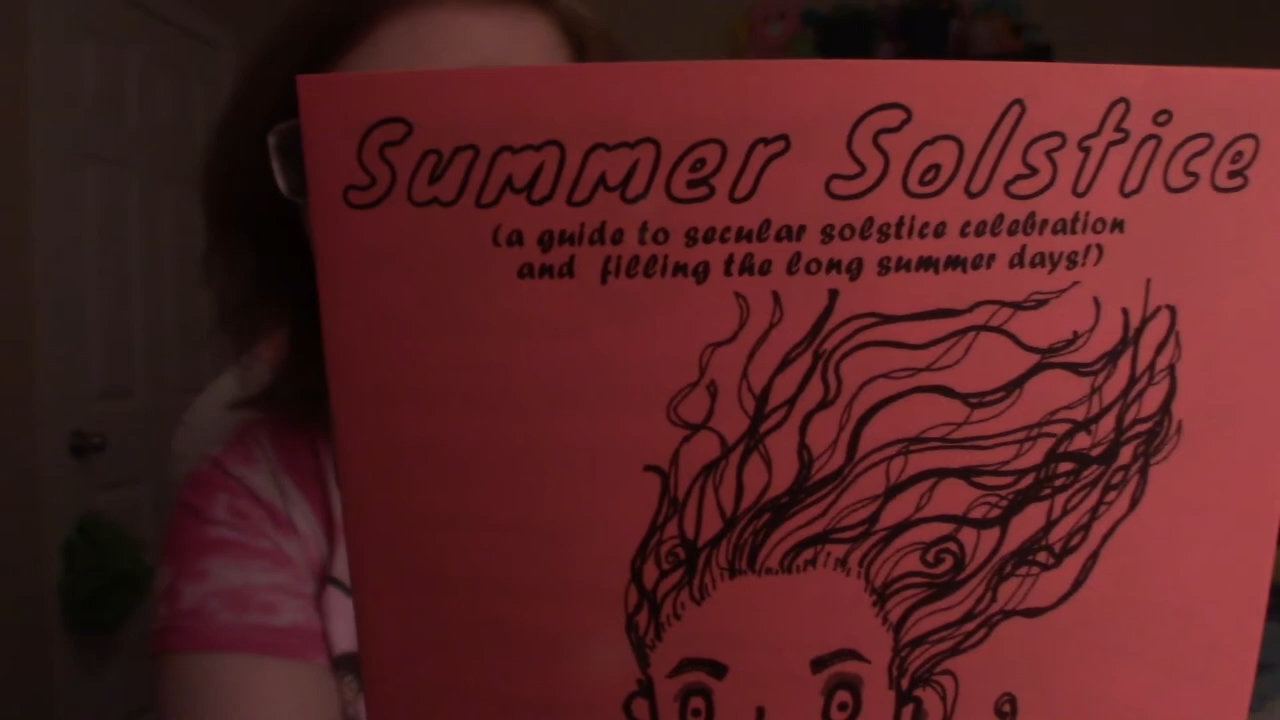 Summer Solstice
(a guide to secular solstice celebration
and filling the long summer days!)